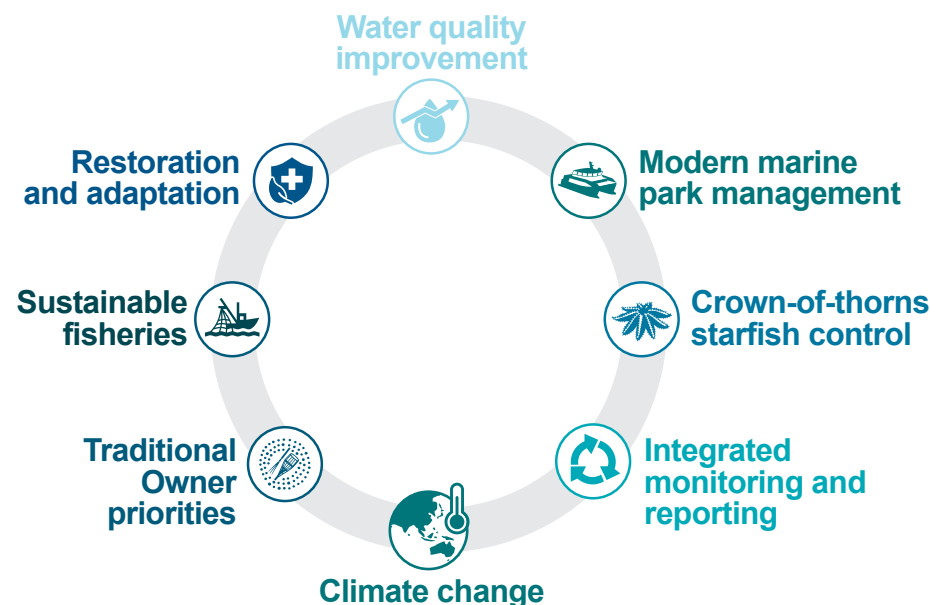 Water quality
improvement
Modern marine
park management
Crown-of-thorns
starfish control
Integrated
monitoring and
reporting
Climate change
Traditional
Owner
priorities
Sustainable
fisheries
Restoration
and adaptation